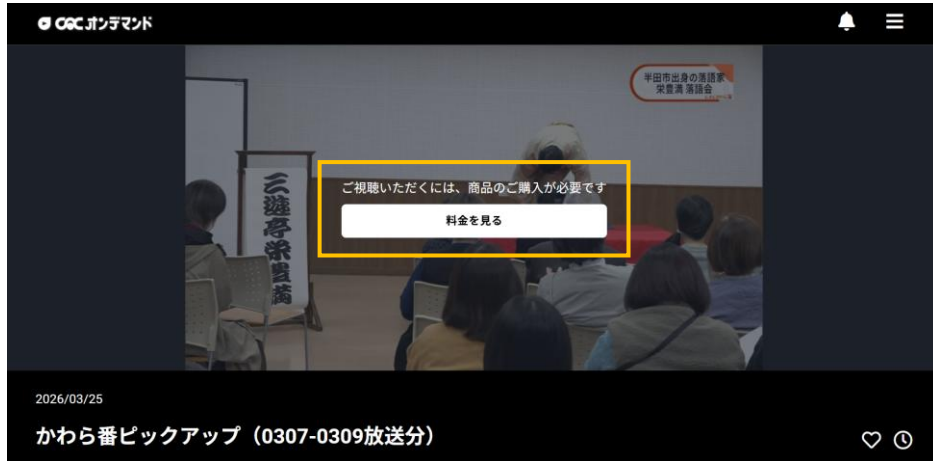 CAC オンデマンド
半田市出身の落語家
栄豊満 落語会
三遊亭栄豊満
ご視聴いただくには、商品のご購入が必要です
料金を見る
2026/03/25
かわら番ピックアップ（0307-0309放送分）